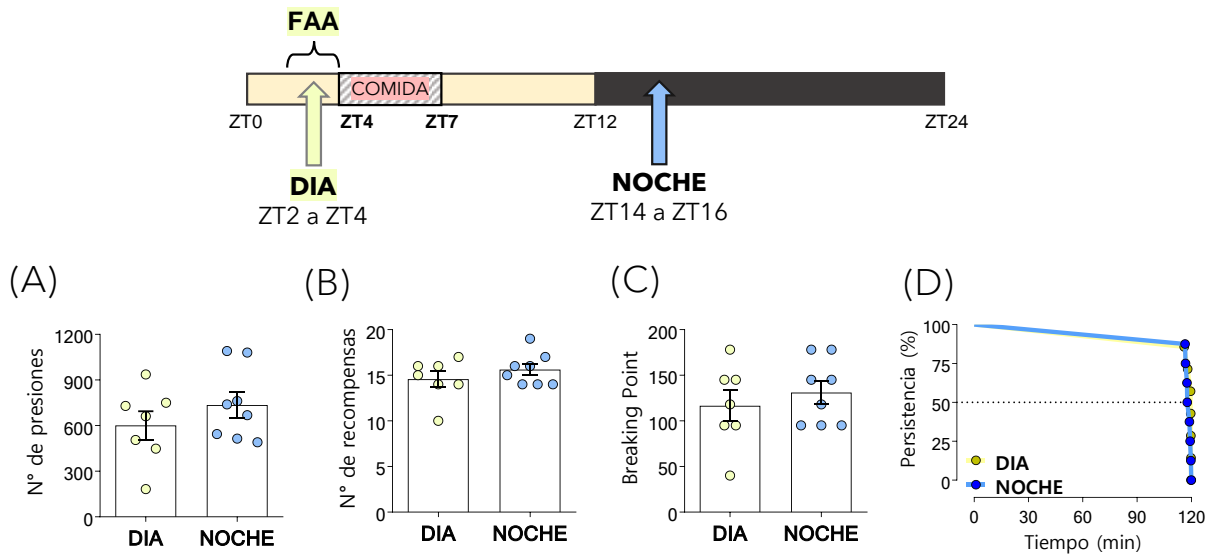 FAA
COMIDA
ZT0 ZT4 ZT7 ZT12 ZT24
DIA
ZT2 a ZT4
NOCHE
ZT14 a ZT16
(A)
N° de presiones
1200
900
600
300
0
DIA NOCHE
(B)
N° de recompensas
20
15
10
5
0
DIA NOCHE
(C)
Breaking Point
200
150
100
50
0
DIA NOCHE
(D)
Persistencia (%)
100
75
50
25
0
DIA
NOCHE
0 30 60 90 120
Tiempo (min)